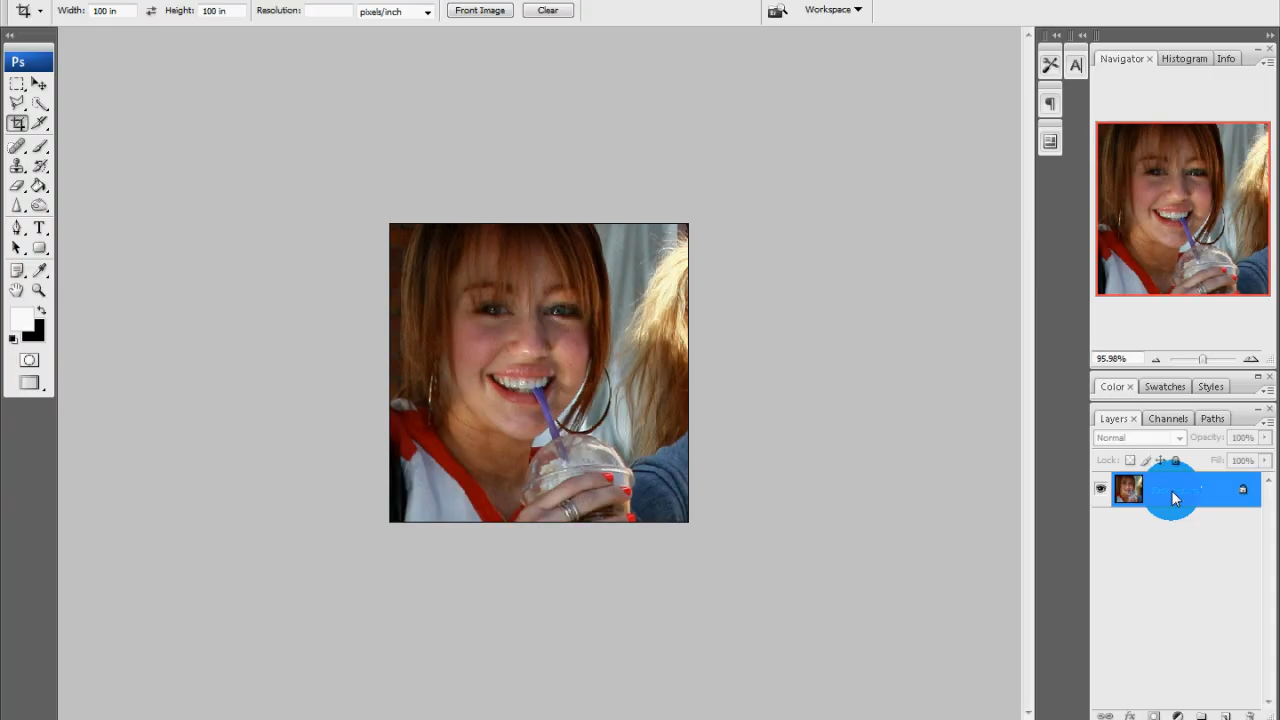 Width: 100 in Height: 100 in Resolution: pixels/inch Front Image Clear Workspace
Ps
Navigator Histogram Info
95.98%
Color Swatches Styles
Layers Channels Paths
Normal Opacity: 100%
Lock: Fill: 100%